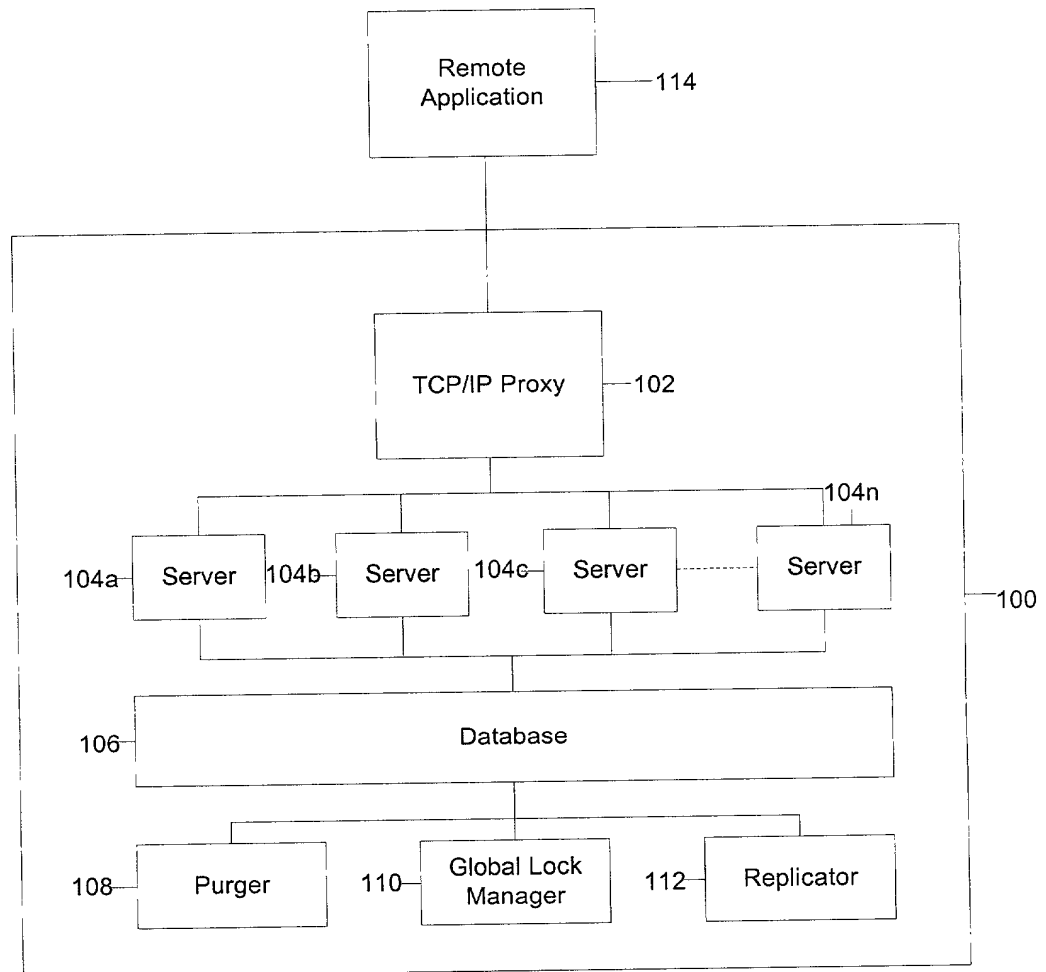 Remote
Application
114
TCP/IP Proxy
102
104n
104a
Server
104b
Server
104c
Server
Server
100
106
Database
108
Purger
110
Global Lock
Manager
112
Replicator